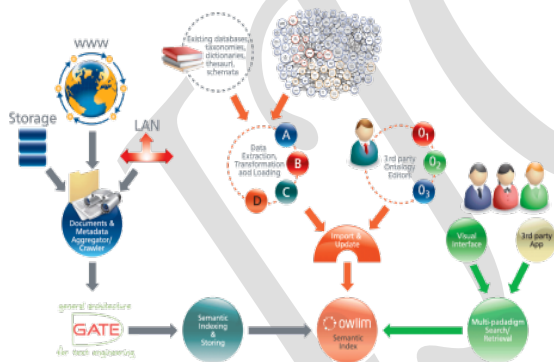 WWW
Existing databases,
taxonomies,
dictionaries,
thesauri,
schemata
Storage
LAN
A
B
C
D
Data
Extraction,
Transformation
and Loading
O1
O2
O3
3rd party
Ontology
Editors
Documents &
Metadata
Aggregator/
Crawler
Import &
Update
Visual
Interface
3rd party
App
general architecture
GATE
for text engineering
Semantic
Indexing
&
Storing
owlim
Semantic
Index
Multi-padadigm
Search/
Retrieval